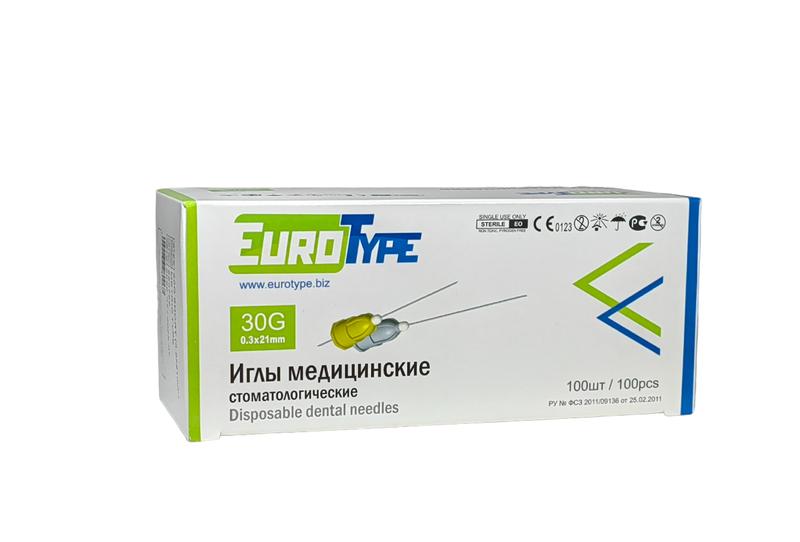 EUROTYPE
www.eurotype.biz
SINGLE USE ONLY
STERILE EO
NON TOXIC, PYROGEN FREE
CE 0123
30G
0.3x21mm
Иглы медицинские
стоматологические
Disposable dental needles
100шт / 100pcs
РУ № ФСЗ 2011/09136 от 25.02.2011